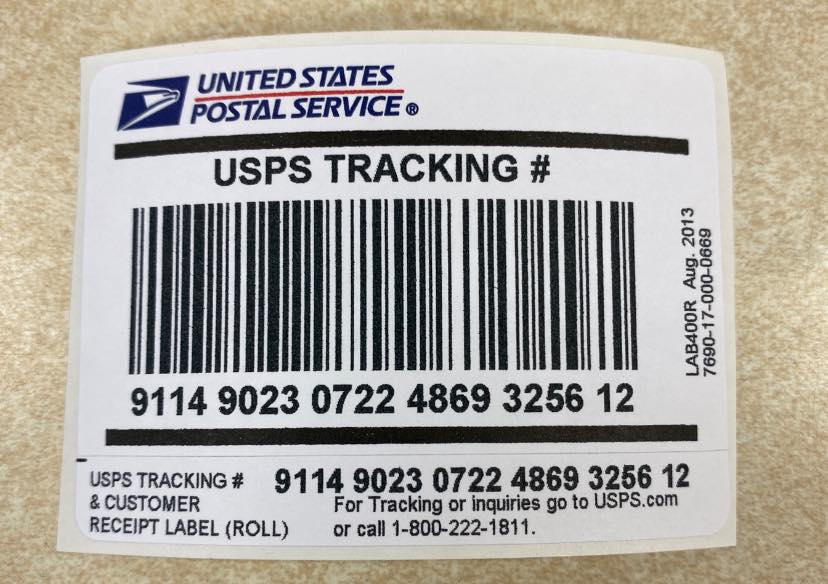 UNITED STATES
POSTAL SERVICE®
USPS TRACKING #
9114 9023 0722 4869 3256 12
LAB400R Aug. 2013
7690-17-000-0669
USPS TRACKING #
& CUSTOMER
RECEIPT LABEL (ROLL)
9114 9023 0722 4869 3256 12
For Tracking or inquiries go to USPS.com
or call 1-800-222-1811.